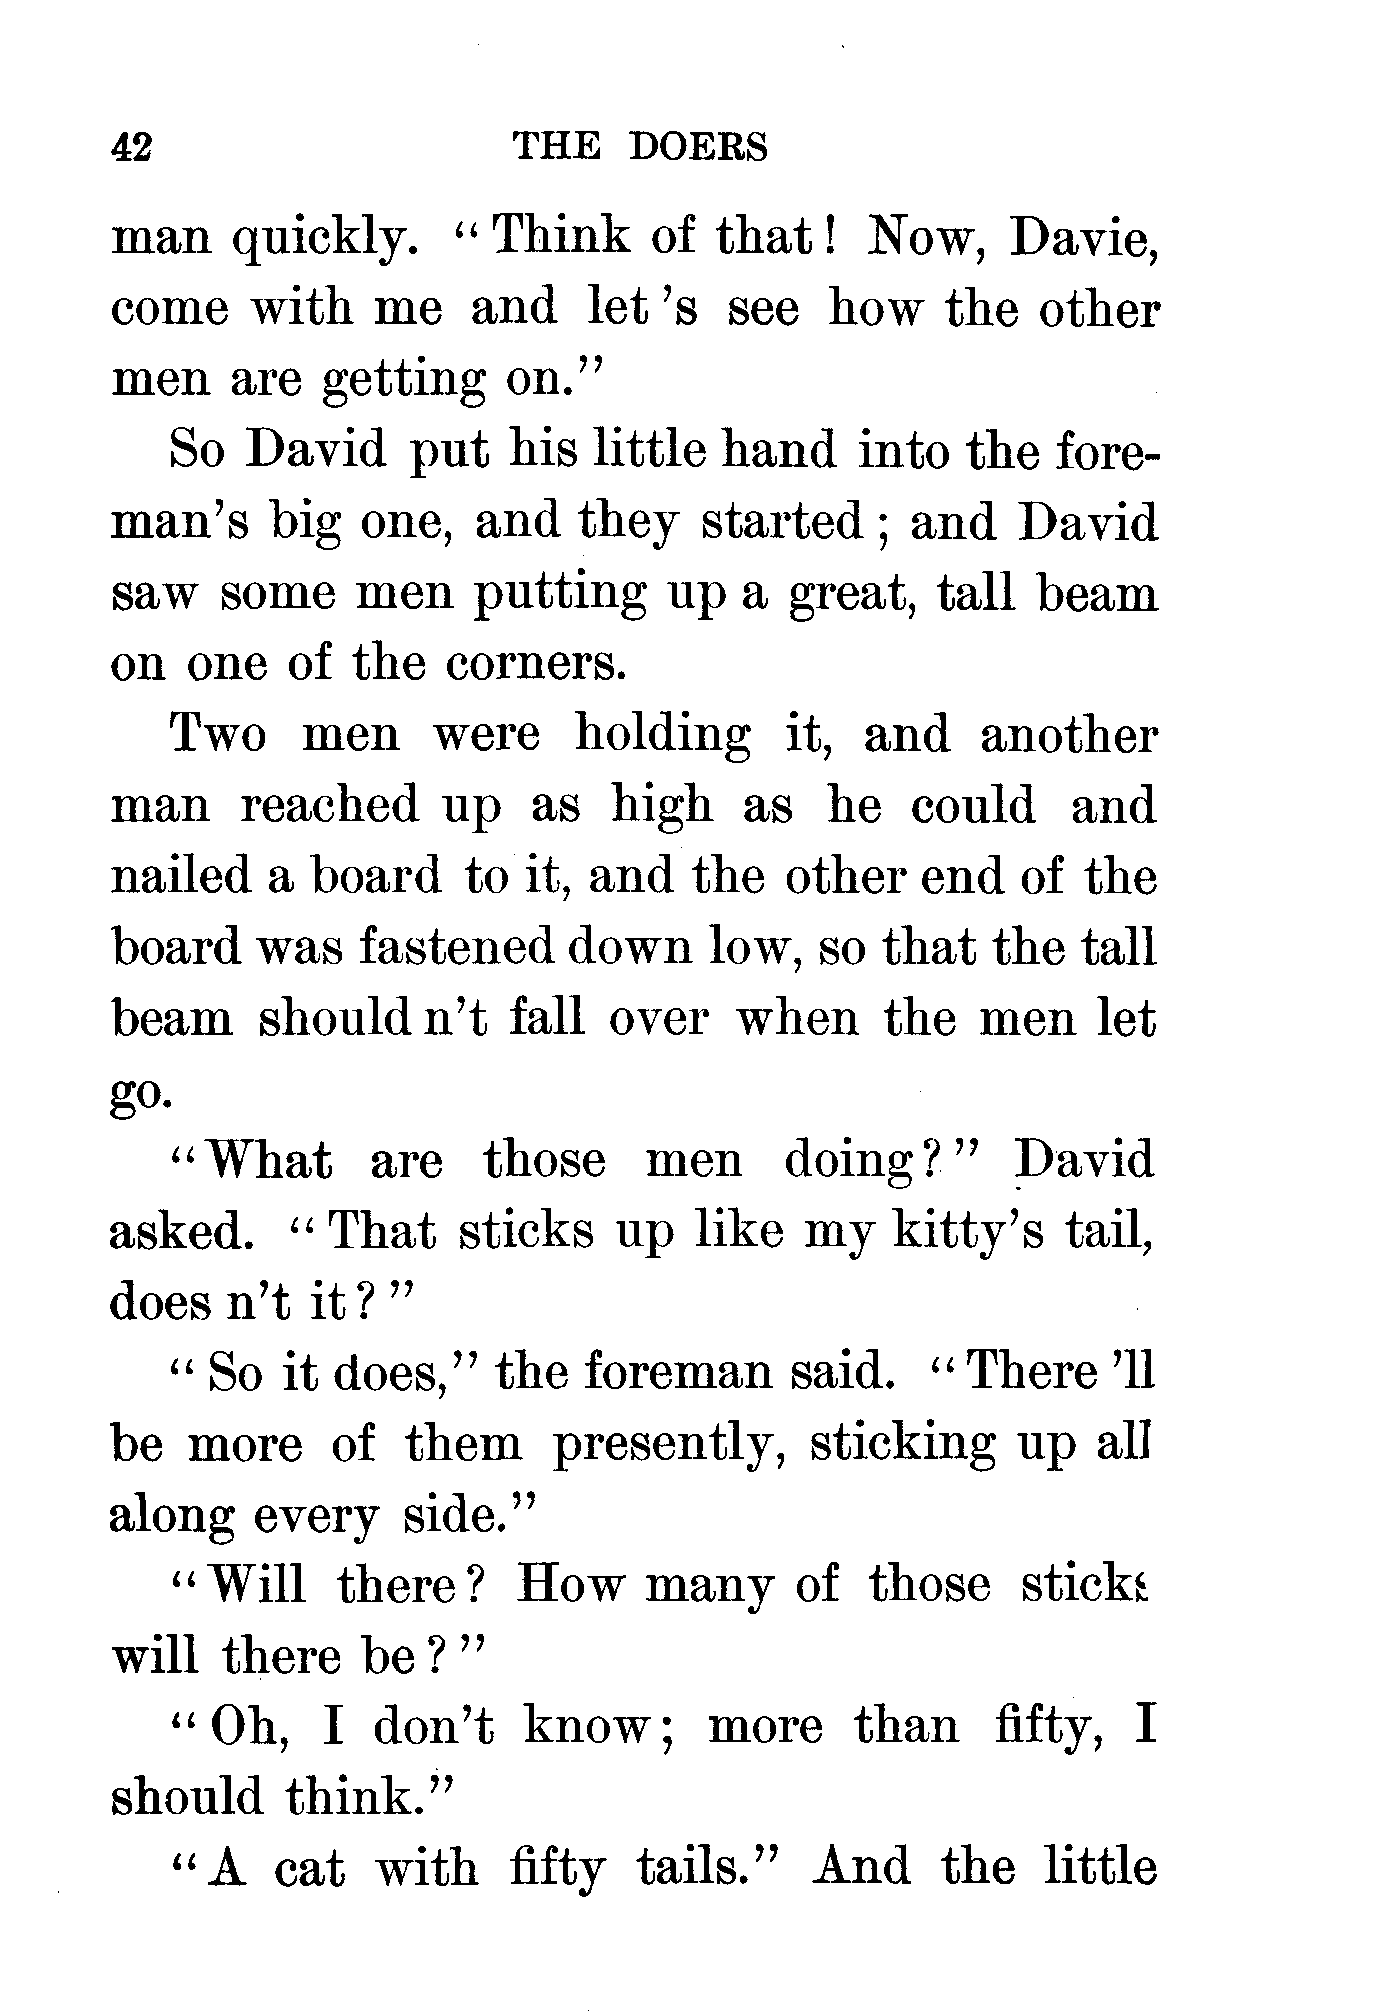 42 THE DOERS
man quickly. "Think of that! Now, Davie,
come with me and let 's see how the other
men are getting on."
So David put his little hand into the fore-
man's big one, and they started; and David
saw some men putting up a great, tall beam
on one of the corners.
Two men were holding it, and another
man reached up as high as he could and
nailed a board to it, and the other end of the
board was fastened down low, so that the tall
beam should n't fall over when the men let
go.
"What are those men doing?" David
asked. "That sticks up like my kitty's tail,
does n't it?"
"So it does," the foreman said. "There 'll
be more of them presently, sticking up all
along every side."
"Will there? How many of those sticks
will there be?"
"Oh, I don't know; more than fifty, I
should think."
"A cat with fifty tails." And the little